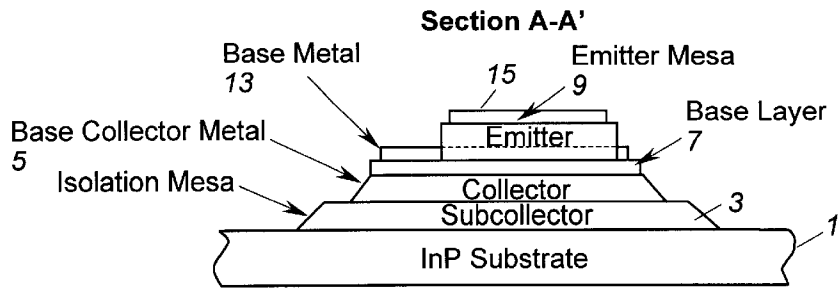 Section A-A'
Base Metal
13
15
Emitter Mesa
9
Base Collector Metal
5
Emitter
Base Layer
7
Isolation Mesa
Collector
Subcollector
3
1
InP Substrate